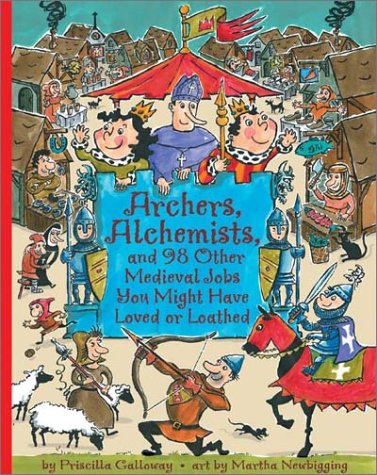 Archers,
Alchemists,
and 98 Other
Medieval Jobs
You Might Have
Loved or Loathed
by Priscilla Galloway • art by Martha Newbigging